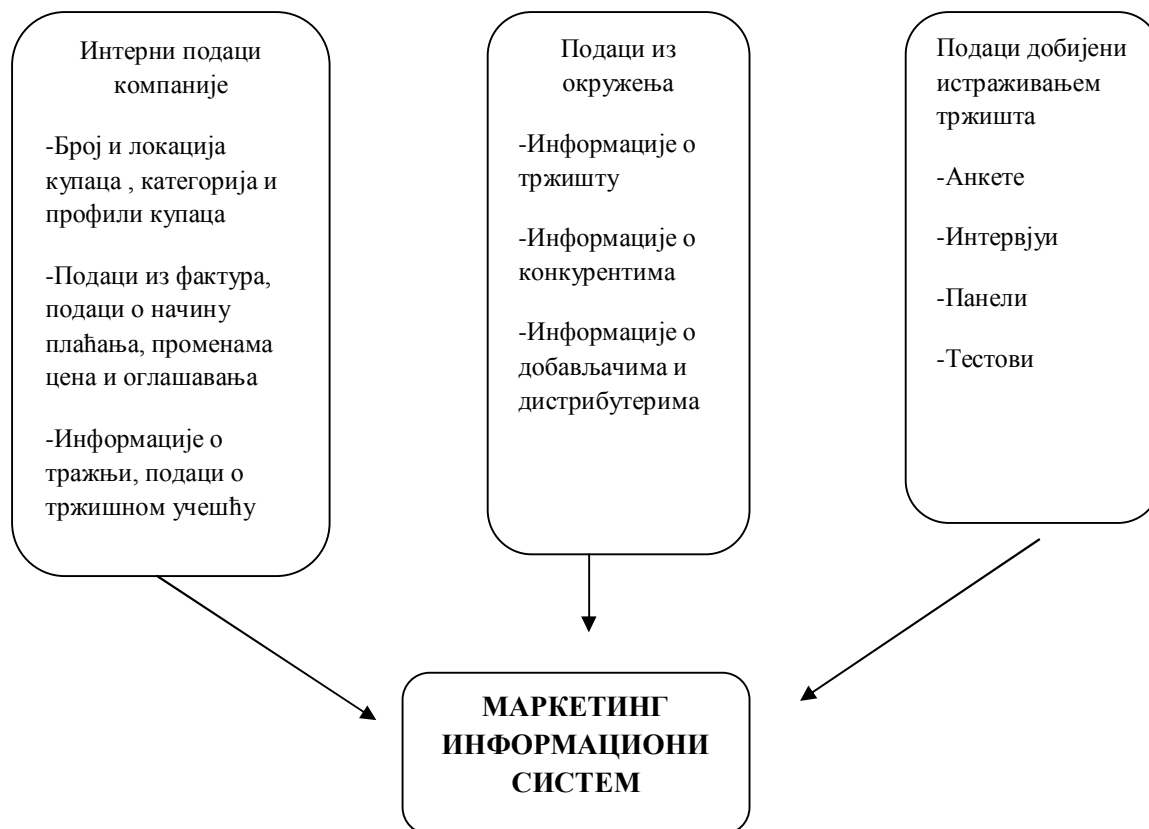 Интерни подаци
компаније
-Број и локација
купаца , категорија и
профили купаца
-Подаци из фактура,
подаци о начину
плаћања, променама
цена и оглашавања
-Информације о
тражњи, подаци о
тржишном учешћу
Подаци из
окружења
-Информације о
тржишту
-Информације о
конкурентима
-Информације о
добављачима и
дистрибутерима
Подаци добијени
истраживањем
тржишта
-Анкете
-Интервјуи
-Панели
-Тестови
МАРКЕТИНГ
ИНФОРМАЦИОНИ
СИСТЕМ